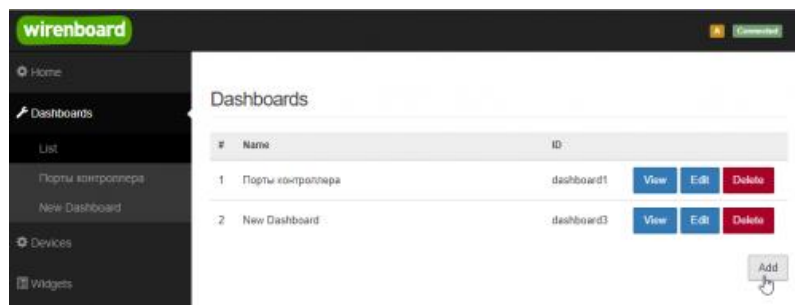 wirenboard
A Connected
Home
Dashboards
List
Порты контроллера
New Dashboard
Devices
Widgets
Dashboards
# Name ID
1 Порты контроллера dashboard1 View Edit Delete
2 New Dashboard dashboard3 View Edit Delete
Add